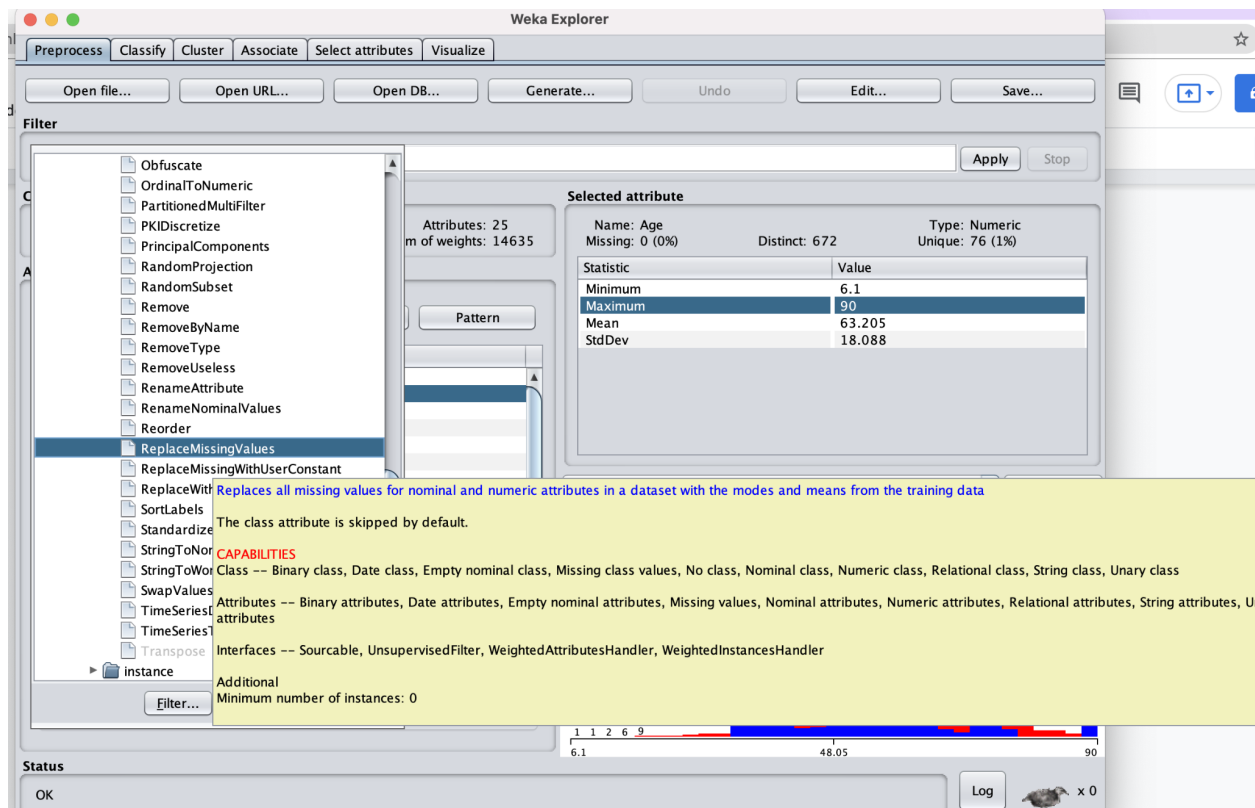 Weka Explorer
Preprocess Classify Cluster Associate Select attributes Visualize
Open file... Open URL... Open DB... Generate... Undo Edit... Save...
Filter
Apply Stop
Obfuscate
OrdinalToNumeric
PartitionedMultiFilter
PKIDiscretize
PrincipalComponents
RandomProjection
RandomSubset
Remove
RemoveByName
RemoveType
RemoveUseless
RenameAttribute
RenameNominalValues
Reorder
ReplaceMissingValues
ReplaceMissingWithUserConstant
ReplaceWith
SortLabels
Standardize
StringToNor
StringToWor
SwapValues
TimeSeriesD
TimeSeriesT
Transpose
instance
Filter...
Attributes: 25
m of weights: 14635
Pattern
Selected attribute
Name: Age Type: Numeric
Missing: 0 (0%) Distinct: 672 Unique: 76 (1%)
Statistic Value
Minimum 6.1
Maximum 90
Mean 63.205
StdDev 18.088
Replaces all missing values for nominal and numeric attributes in a dataset with the modes and means from the training data
The class attribute is skipped by default.
CAPABILITIES
Class -- Binary class, Date class, Empty nominal class, Missing class values, No class, Nominal class, Numeric class, Relational class, String class, Unary class
Attributes -- Binary attributes, Date attributes, Empty nominal attributes, Missing values, Nominal attributes, Numeric attributes, Relational attributes, String attributes, U
attributes
Interfaces -- Sourcable, UnsupervisedFilter, WeightedAttributesHandler, WeightedInstancesHandler
Additional
Minimum number of instances: 0
1 1 2 6 9
6.1 48.05 90
Status
OK
Log x 0